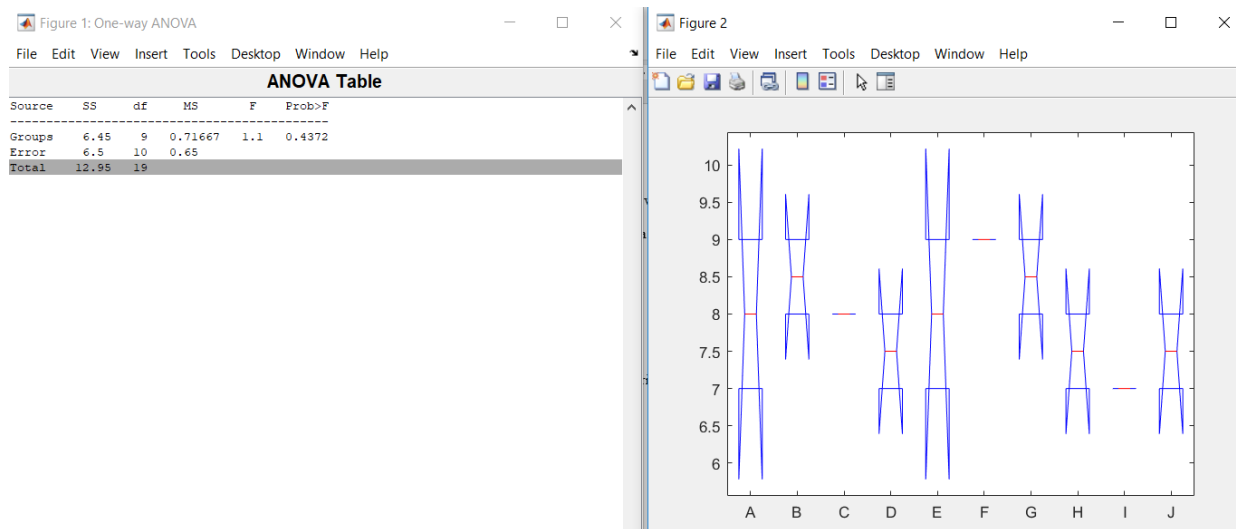 Figure 1: One-way ANOVA
File Edit View Insert Tools Desktop Window Help
ANOVA Table
Source SS df MS F Prob>F
Groups 6.45 9 0.71667 1.1 0.4372
Error 6.5 10 0.65
Total 12.95 19
Figure 2
File Edit View Insert Tools Desktop Window Help
10
9.5
9
8.5
8
7.5
7
6.5
6
A B C D E F G H I J